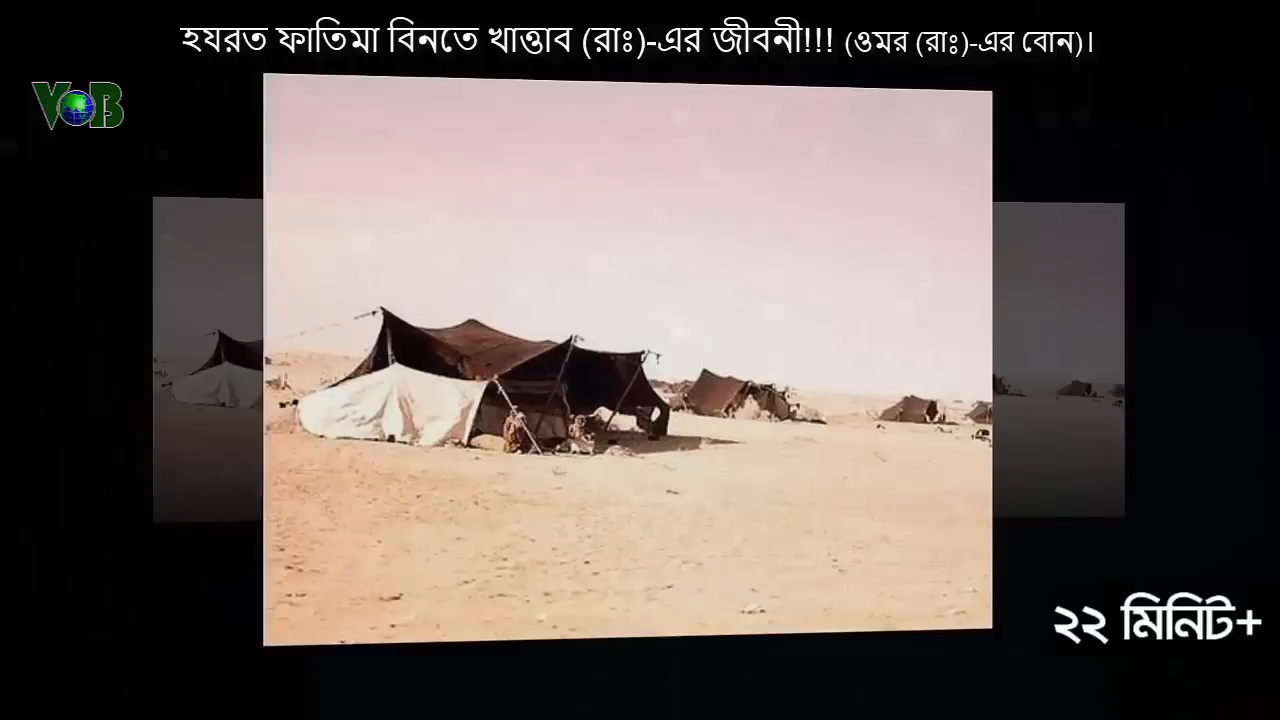 হযরত ফাতিমা বিনতে খাত্তাব (রাঃ)-এর জীবনী!!! (ওমর (রাঃ)-এর বোন)।
VOB
২২ মিনিট+